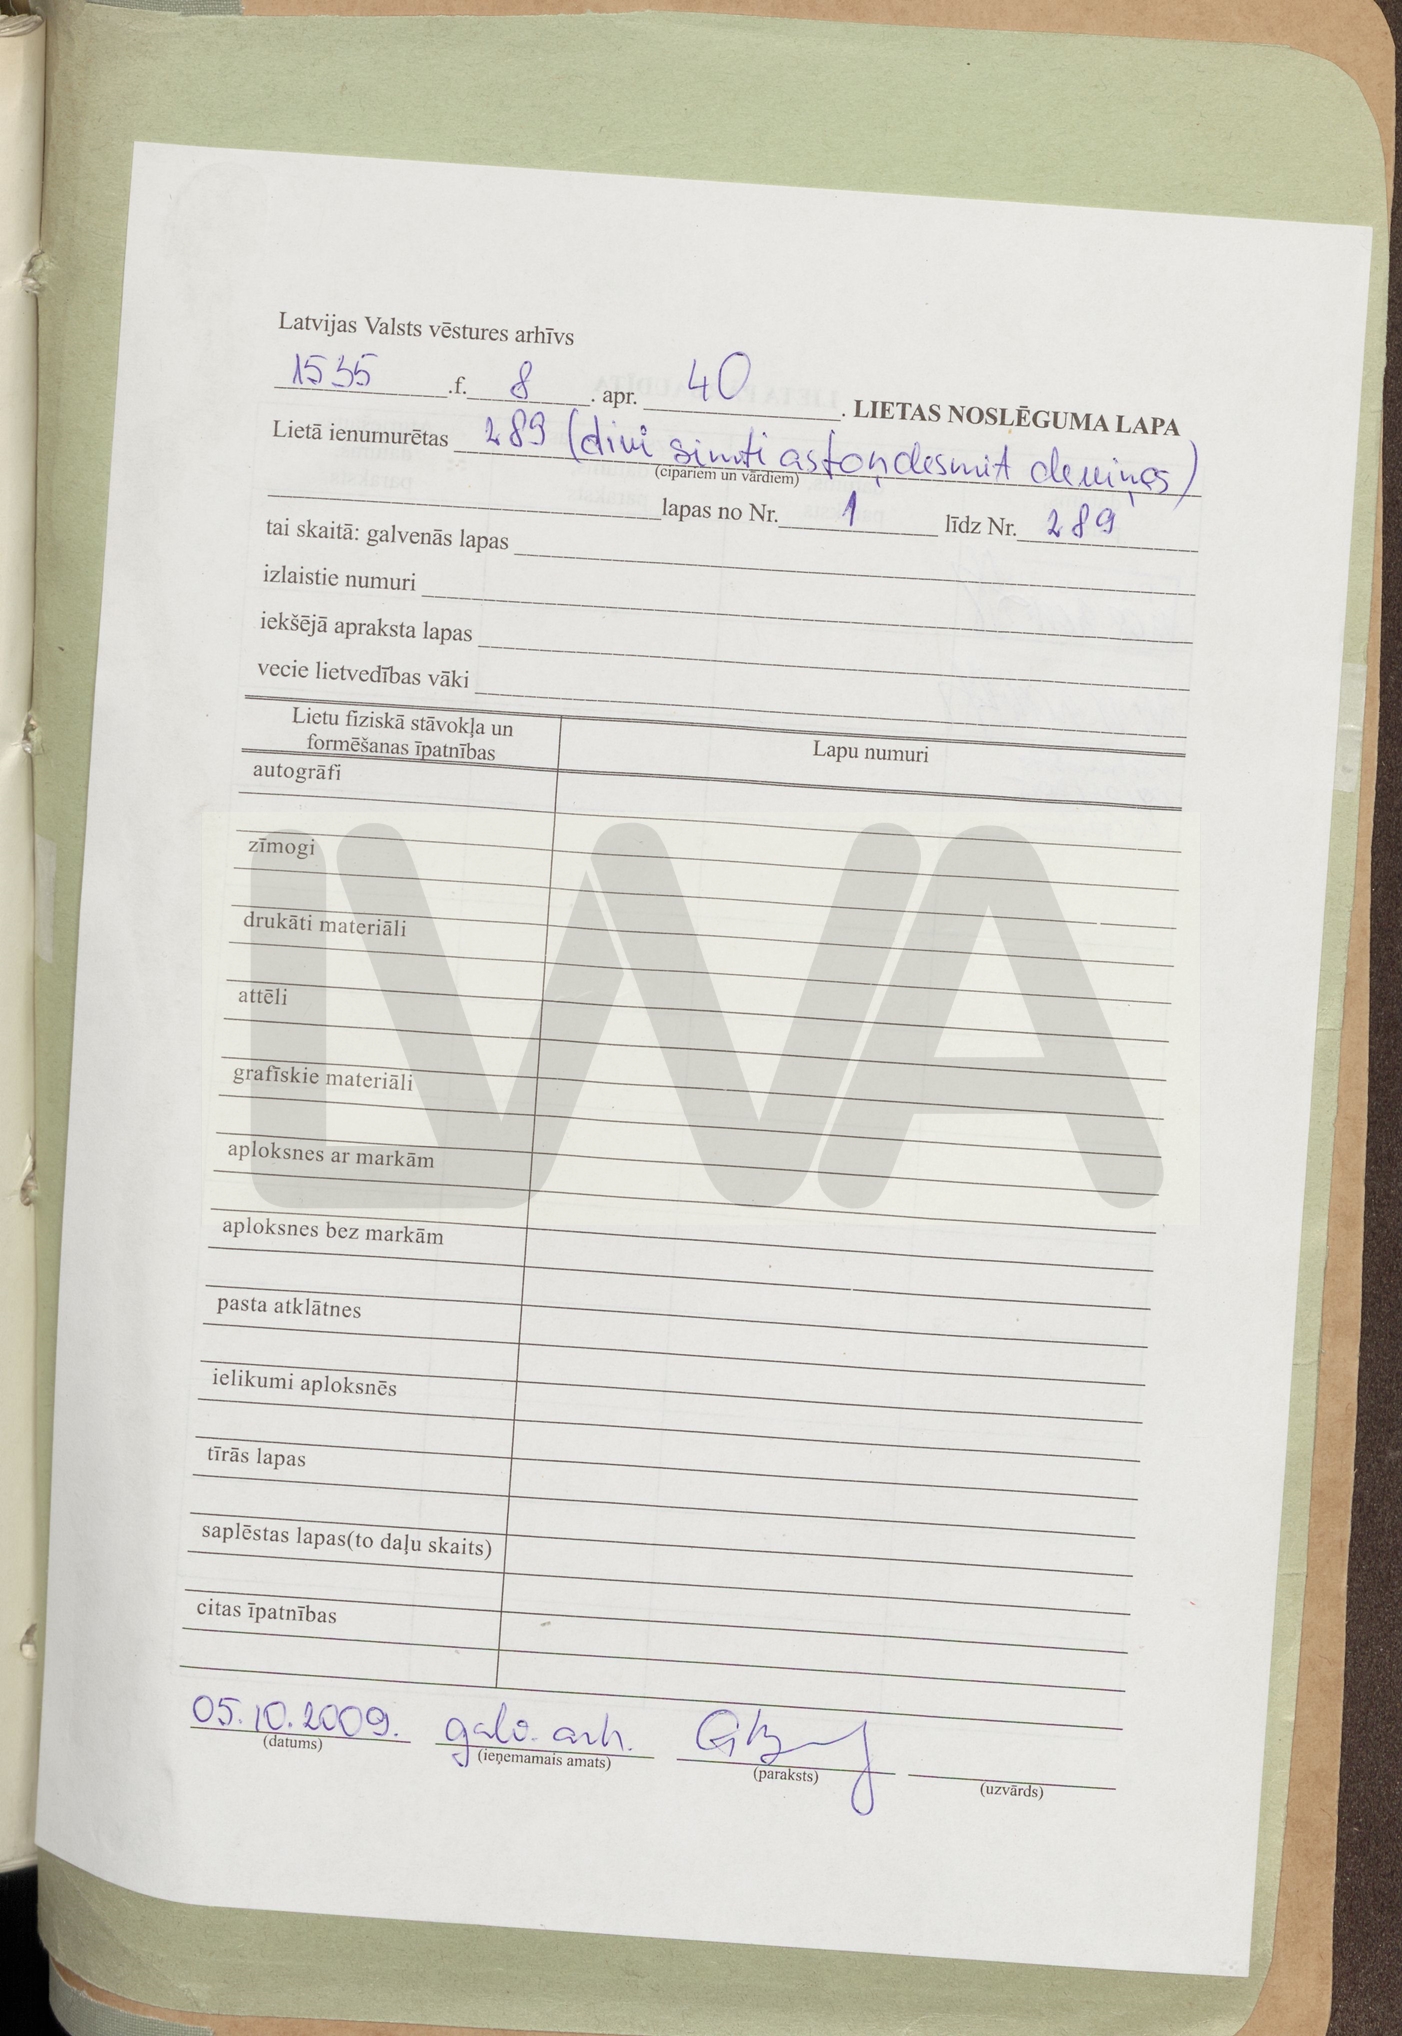 Latvijas Valsts vēstures arhīvs
1535 .f. 8 . apr. 40 . LIETAS NOSLĒGUMA LAPA
Lietā ienumurētas 289 (divi simti astoņdesmit deviņas)
(cipariem un vārdiem)
lapas no Nr. 1 līdz Nr. 289
tai skaitā: galvenās lapas
izlaistie numuri
iekšējā apraksta lapas
vecie lietvedības vāki
Lietu fiziskā stāvokļa un
formēšanas īpatnības
Lapu numuri
autogrāfi
zīmogi
drukāti materiāli
attēli
grafiskie materiāli
aploksnes ar markām
aploksnes bez markām
pasta atklātnes
ielikumi aploksnēs
tīrās lapas
saplēstas lapas(to daļu skaits)
citas īpatnības
LVVA
05.10.2009. galv. arh.
(datums) (ieņemamais amats) (paraksts) (uzvārds)